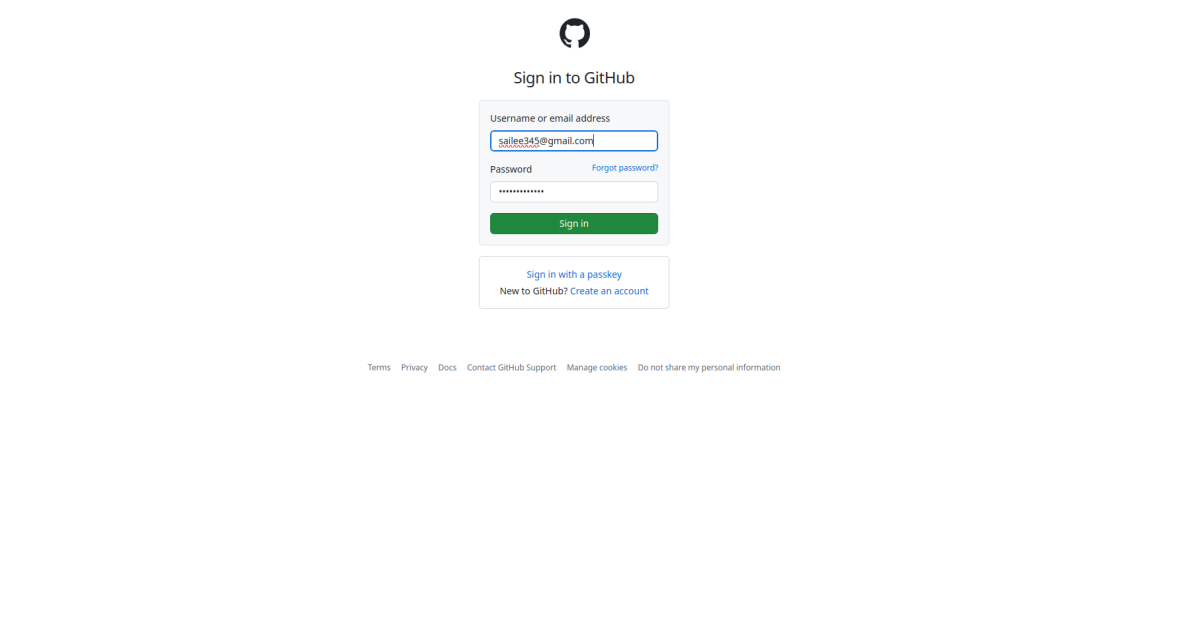 Sign in to GitHub
Username or email address
sailee345@gmail.com
Password Forgot password?
•••••••••••••
Sign in
Sign in with a passkey
New to GitHub? Create an account
Terms Privacy Docs Contact GitHub Support Manage cookies Do not share my personal information